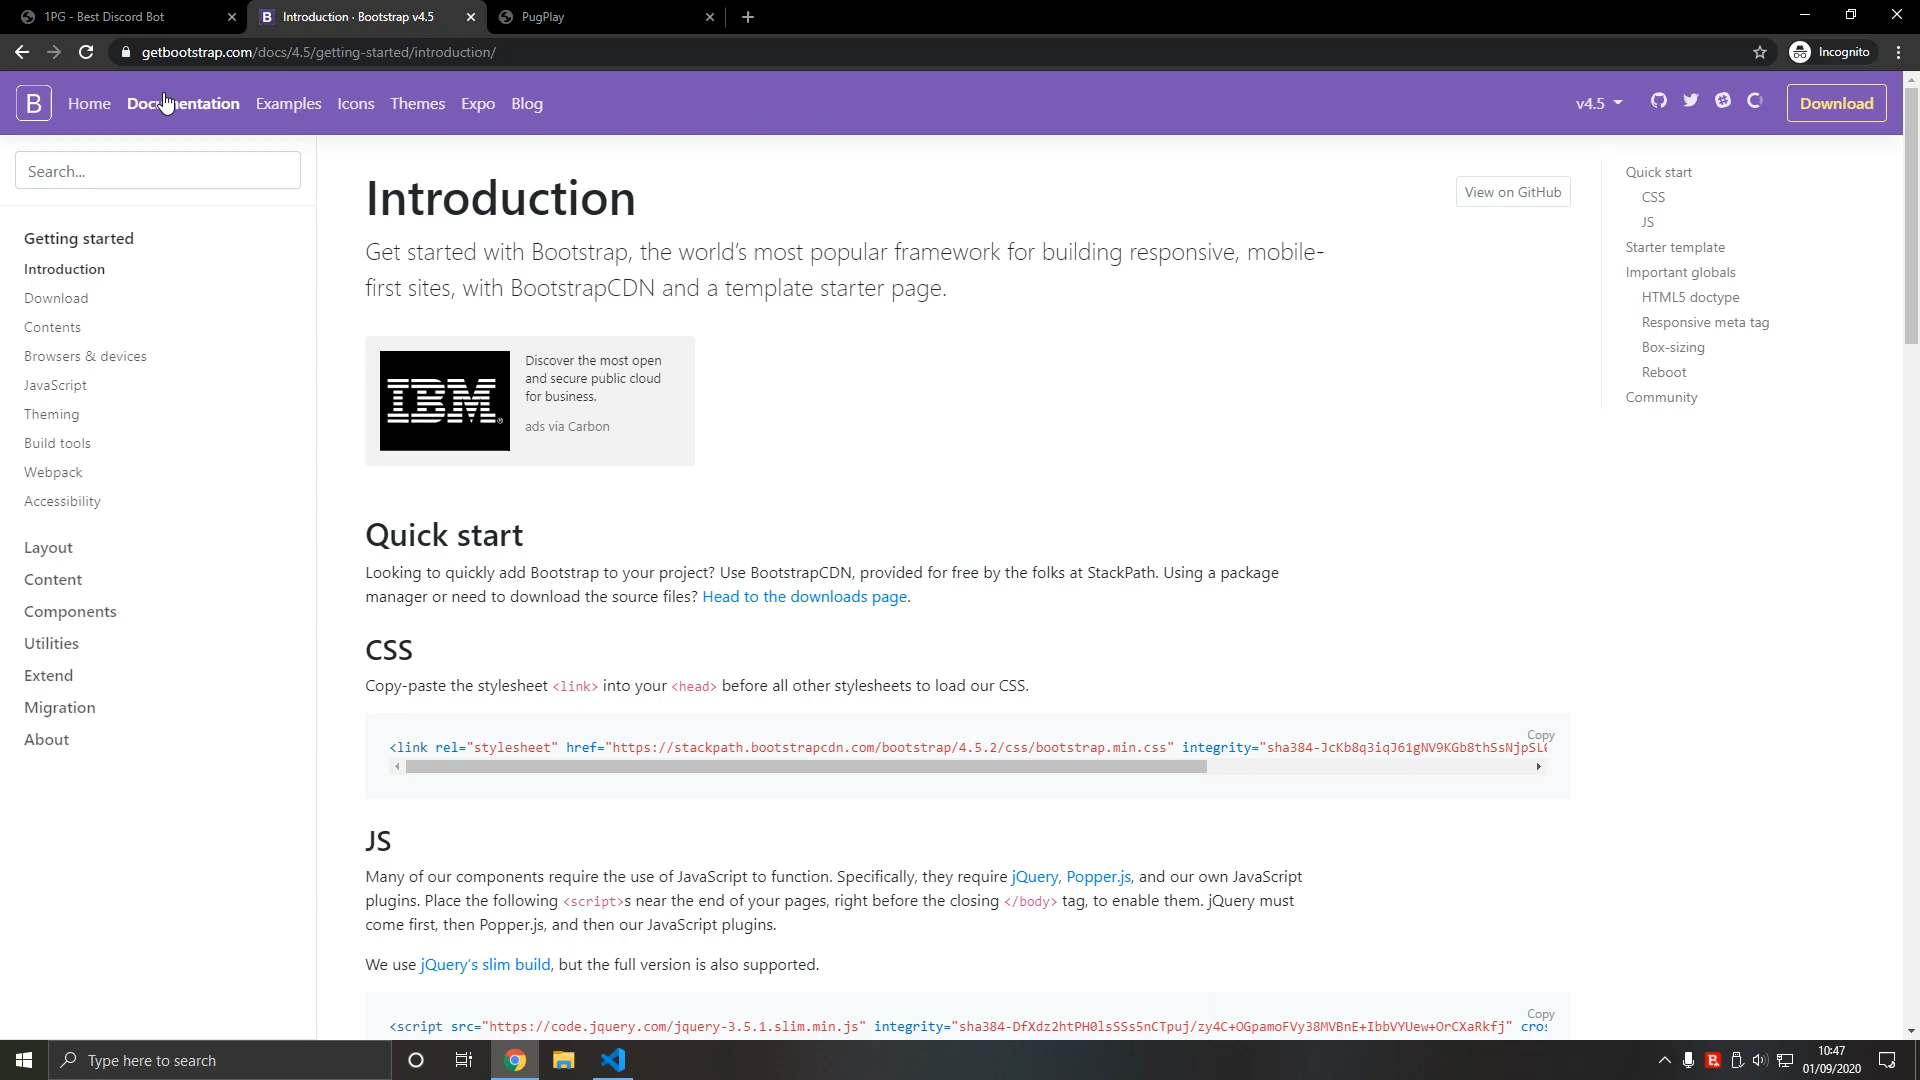 1PG - Best Discord Bot
Introduction · Bootstrap v4.5
PugPlay
getbootstrap.com/docs/4.5/getting-started/introduction/
Incognito
B
Home
Documentation
Examples
Icons
Themes
Expo
Blog
v4.5
Download
Search...
Getting started
Introduction
Download
Contents
Browsers & devices
JavaScript
Theming
Build tools
Webpack
Accessibility
Layout
Content
Components
Utilities
Extend
Migration
About
Introduction
View on GitHub
Get started with Bootstrap, the world’s most popular framework for building responsive, mobile-
first sites, with BootstrapCDN and a template starter page.
IBM
Discover the most open
and secure public cloud
for business.
ads via Carbon
Quick start
Looking to quickly add Bootstrap to your project? Use BootstrapCDN, provided for free by the folks at StackPath. Using a package
manager or need to download the source files? Head to the downloads page.
CSS
Copy-paste the stylesheet <link> into your <head> before all other stylesheets to load our CSS.
Copy
<link rel="stylesheet" href="https://stackpath.bootstrapcdn.com/bootstrap/4.5.2/css/bootstrap.min.css" integrity="sha384-JcKb8q3iqJ61gNV9KGb8thSsNjpSL
JS
Many of our components require the use of JavaScript to function. Specifically, they require jQuery, Popper.js, and our own JavaScript
plugins. Place the following <script>s near the end of your pages, right before the closing </body> tag, to enable them. jQuery must
come first, then Popper.js, and then our JavaScript plugins.
We use jQuery’s slim build, but the full version is also supported.
Copy
<script src="https://code.jquery.com/jquery-3.5.1.slim.min.js" integrity="sha384-DfXdz2htPH0lsSSs5nCTpuj/zy4C+OGpamoFVy38MVBnE+IbbVYUew+OrCXaRkfj" cros
Quick start
CSS
JS
Starter template
Important globals
HTML5 doctype
Responsive meta tag
Box-sizing
Reboot
Community
Type here to search
10:47
01/09/2020